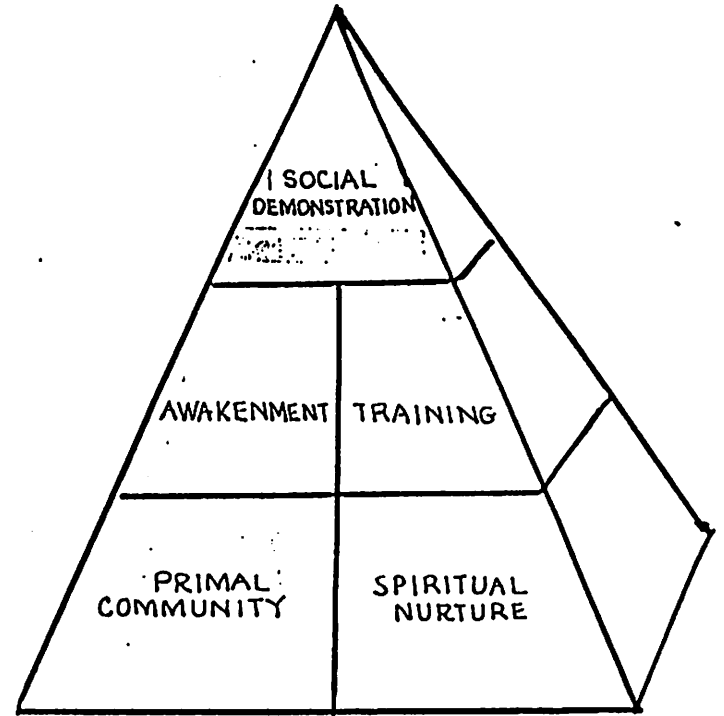 SOCIAL
DEMONSTRATION
AWAKENMENT
TRAINING
PRIMAL
COMMUNITY
SPIRITUAL
NURTURE